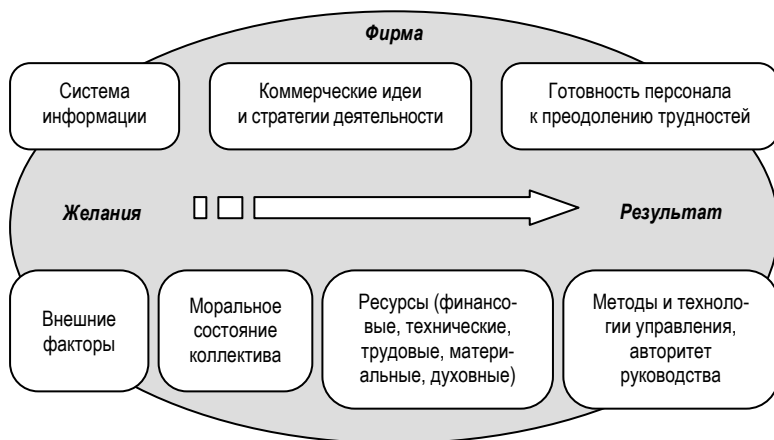 Фирма
Система
информации
Коммерческие идеи
и стратегии деятельности
Готовность персонала
к преодолению трудностей
Желания
Результат
Внешние
факторы
Моральное
состояние
коллектива
Ресурсы (финансо-
вые, технические,
трудовые, матери-
альные, духовные)
Методы и техноло-
гии управления,
авторитет
руководства